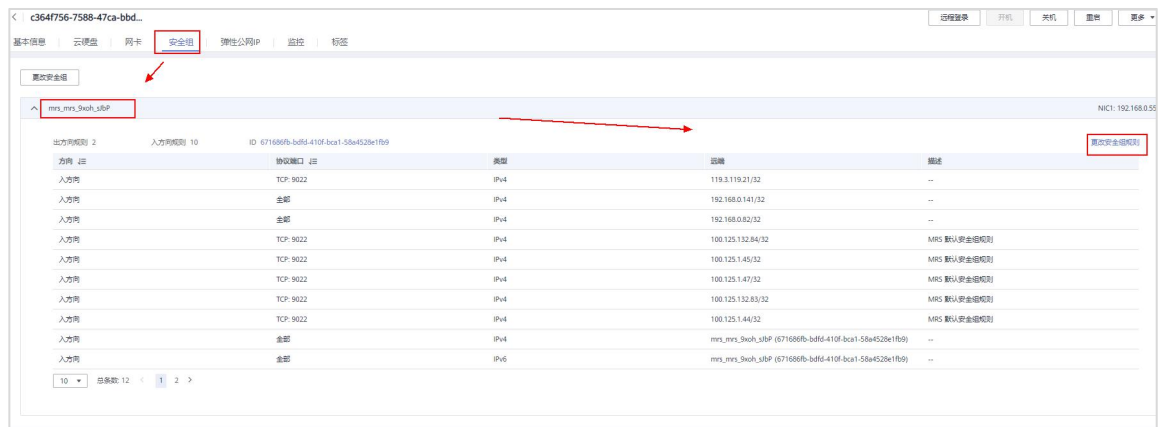 < c364f756-7588-47ca-bbd... 远程登录 开机 关机 重启 更多
基本信息 云硬盘 网卡 安全组 弹性公网IP 监控 标签
更改安全组
mrs_mrs_9xoh_sJbP NIC1: 192.168.0.55
出方向规则 2 入方向规则 10 ID 671686fb-bdfd-410f-bca1-58a4528e1fb9 更改安全组规则
方向 协议端口 类型 远端 描述
入方向 TCP: 9022 IPv4 119.3.119.21/32 --
入方向 全部 IPv4 192.168.0.141/32 --
入方向 全部 IPv4 192.168.0.82/32 --
入方向 TCP: 9022 IPv4 100.125.132.84/32 MRS 默认安全组规则
入方向 TCP: 9022 IPv4 100.125.1.45/32 MRS 默认安全组规则
入方向 TCP: 9022 IPv4 100.125.1.47/32 MRS 默认安全组规则
入方向 TCP: 9022 IPv4 100.125.132.83/32 MRS 默认安全组规则
入方向 TCP: 9022 IPv4 100.125.1.44/32 MRS 默认安全组规则
入方向 全部 IPv4 mrs_mrs_9xoh_sJbP (671686fb-bdfd-410f-bca1-58a4528e1fb9) --
入方向 全部 IPv6 mrs_mrs_9xoh_sJbP (671686fb-bdfd-410f-bca1-58a4528e1fb9) --
10 总条数: 12 < 1 2 >